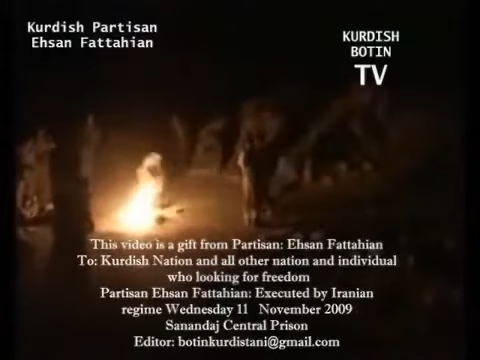 Kurdish Partisan
Ehsan Fattahian
KURDISH
BOTIN
TV
This video is a gift from Partisan: Ehsan Fattahian
To: Kurdish Nation and all other nation and individual
who looking for freedom
Partisan Ehsan Fattahian: Executed by Iranian
regime Wednesday 11 November 2009
Sanandaj Central Prison
Editor: botinkurdistani@gmail.com